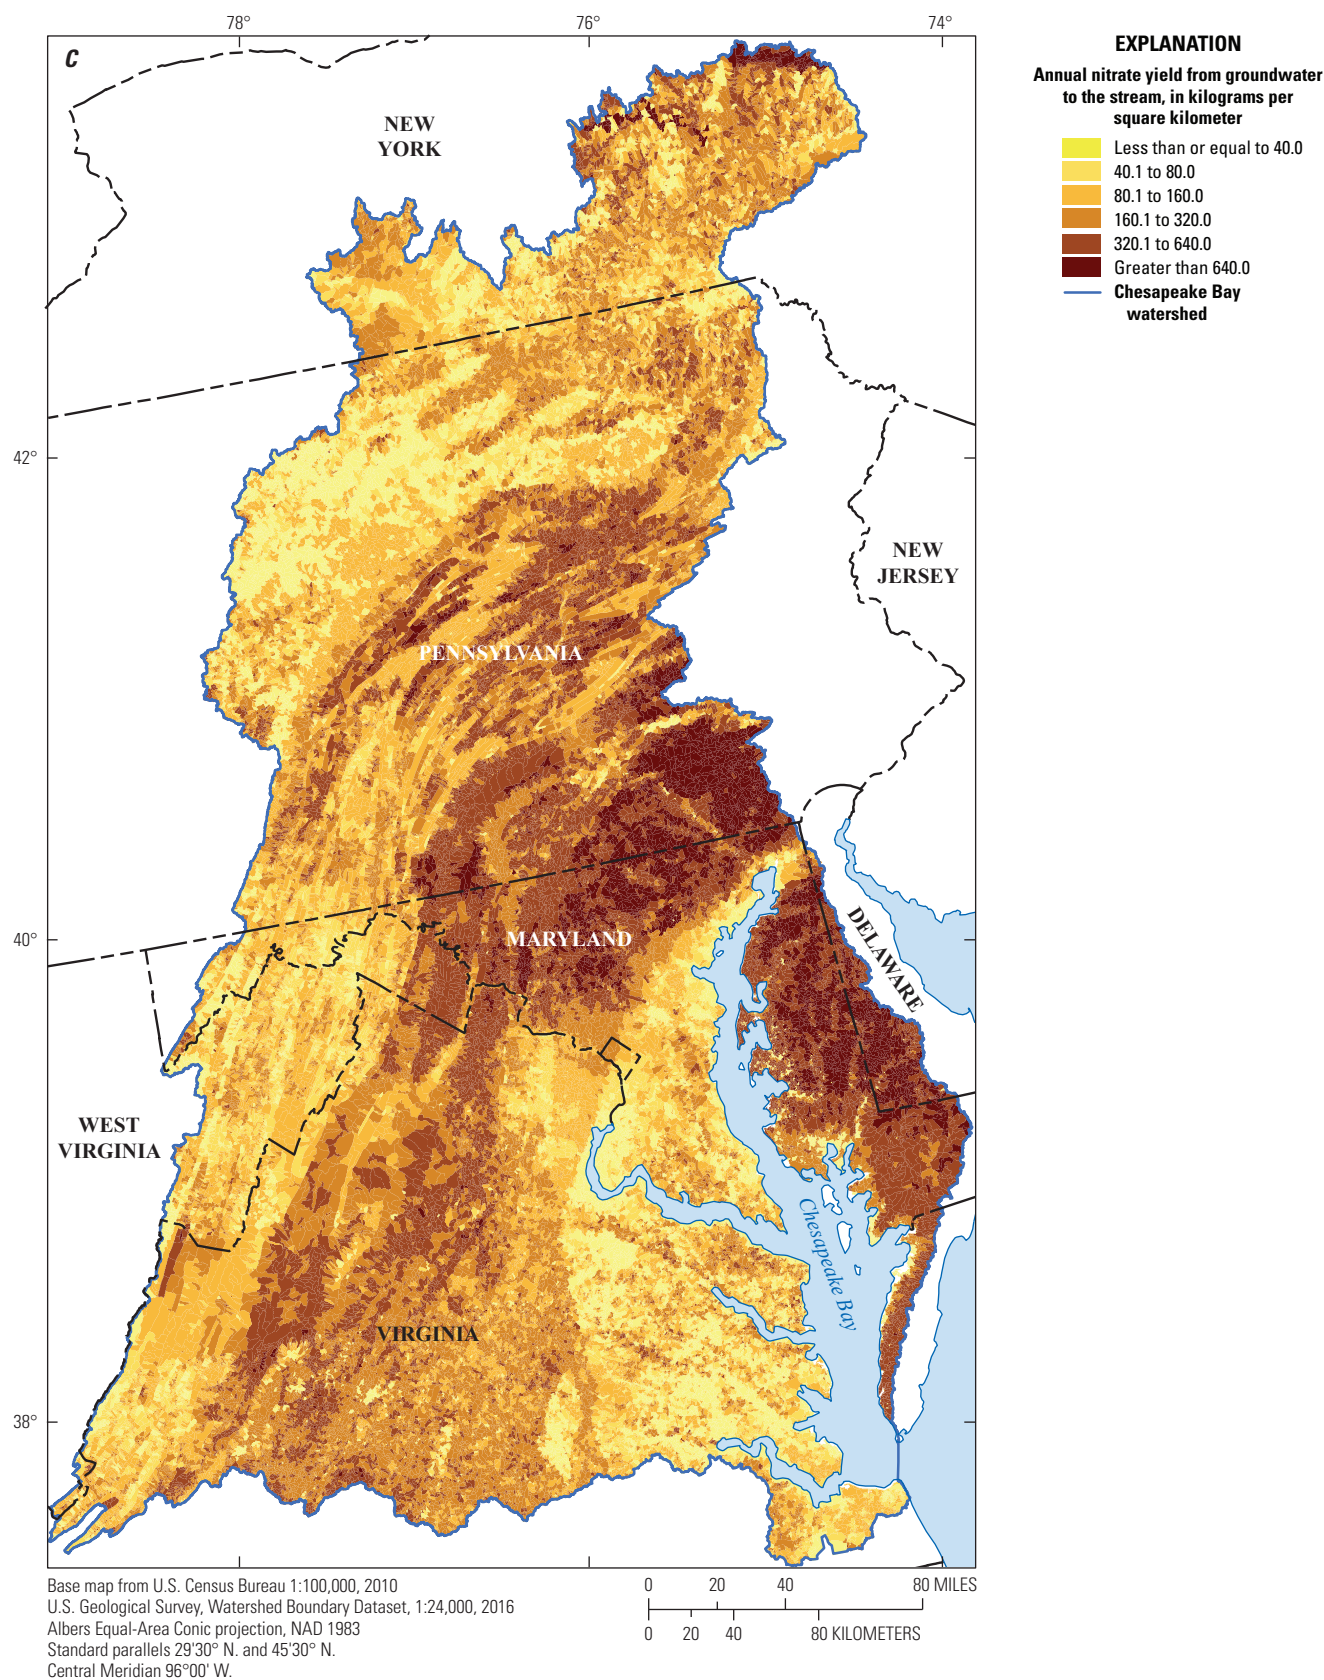 78°
76°
74°
C
NEW
YORK
EXPLANATION
Annual nitrate yield from groundwater
to the stream, in kilograms per
square kilometer
Less than or equal to 40.0
40.1 to 80.0
80.1 to 160.0
160.1 to 320.0
320.1 to 640.0
Greater than 640.0
Chesapeake Bay
watershed
42°
NEW
JERSEY
PENNSYLVANIA
DELAWARE
40°
MARYLAND
WEST
VIRGINIA
Chesapeake Bay
VIRGINIA
38°
Base map from U.S. Census Bureau 1:100,000, 2010
U.S. Geological Survey, Watershed Boundary Dataset, 1:24,000, 2016
Albers Equal-Area Conic projection, NAD 1983
Standard parallels 29'30° N. and 45'30° N.
Central Meridian 96°00' W.
0 20 40 80 MILES
0 20 40 80 KILOMETERS